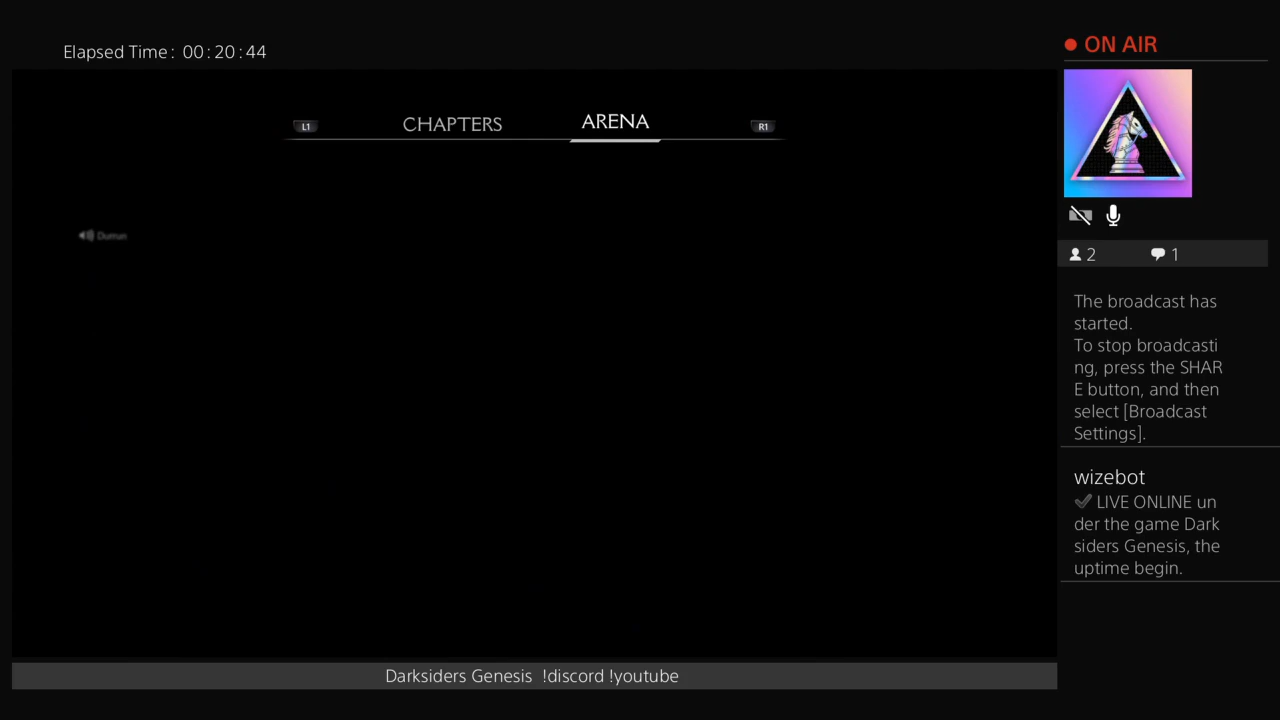 Elapsed Time: 00:20:44
ON AIR
L1
CHAPTERS
ARENA
R1
2
1
The broadcast has
started.
To stop broadcasti
ng, press the SHAR
E button, and then
select [Broadcast
Settings].
wizebot
LIVE ONLINE un
der the game Dark
siders Genesis, the
uptime begin.
Darksiders Genesis !discord !youtube